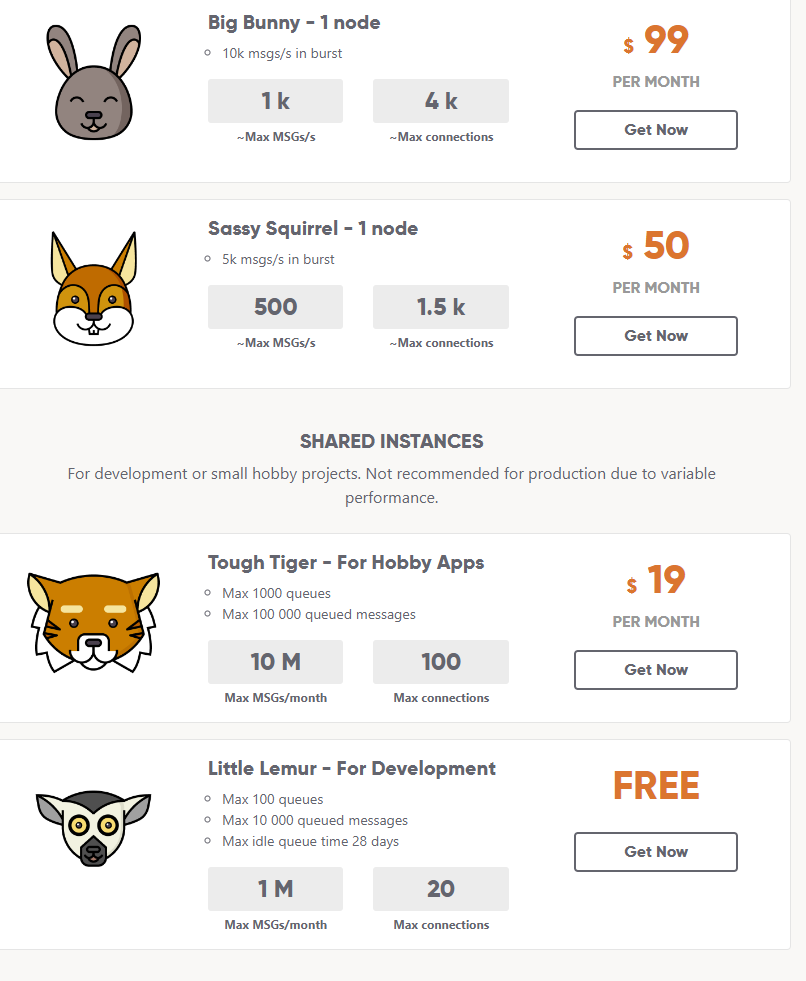 Big Bunny - 1 node
10k msgs/s in burst
1 k
4 k
~Max MSGs/s
~Max connections
$ 99
PER MONTH
Get Now
Sassy Squirrel - 1 node
5k msgs/s in burst
500
1.5 k
~Max MSGs/s
~Max connections
$ 50
PER MONTH
Get Now
SHARED INSTANCES
For development or small hobby projects. Not recommended for production due to variable
performance.
Tough Tiger - For Hobby Apps
Max 1000 queues
Max 100 000 queued messages
10 M
100
Max MSGs/month
Max connections
$ 19
PER MONTH
Get Now
Little Lemur - For Development
Max 100 queues
Max 10 000 queued messages
Max idle queue time 28 days
1 M
20
Max MSGs/month
Max connections
FREE
Get Now